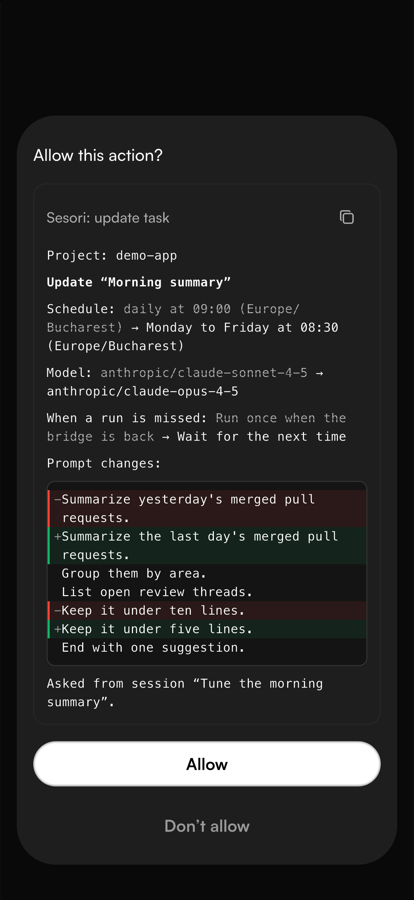 Allow this action?
Sesori: update task
Project: demo-app
Update “Morning summary”
Schedule: daily at 09:00 (Europe/
Bucharest) → Monday to Friday at 08:30
(Europe/Bucharest)
Model: anthropic/claude-sonnet-4-5 →
anthropic/claude-opus-4-5
When a run is missed: Run once when the
bridge is back → Wait for the next time
Prompt changes:
-Summarize yesterday's merged pull
requests.
+Summarize the last day's merged pull
requests.
Group them by area.
List open review threads.
-Keep it under ten lines.
+Keep it under five lines.
End with one suggestion.
Asked from session “Tune the morning
summary”.
Allow
Don’t allow